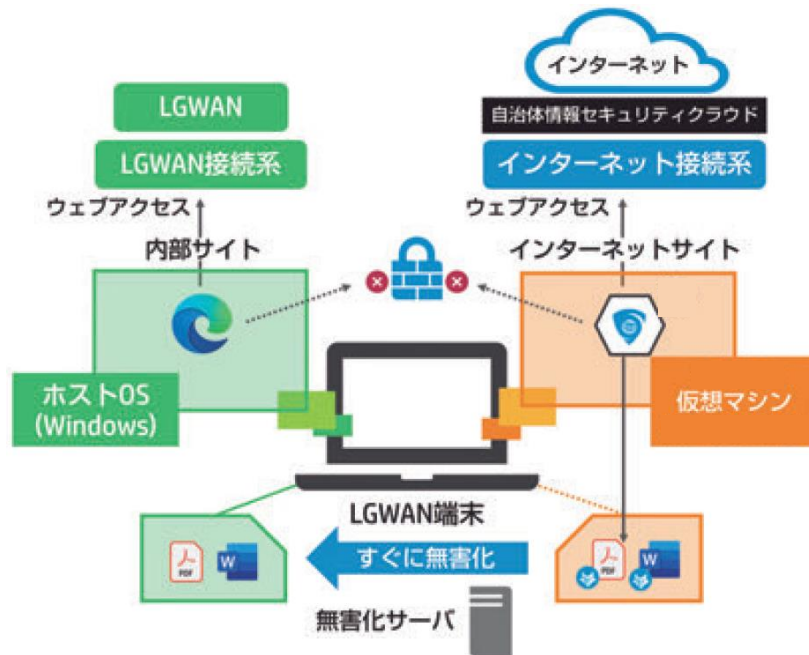 インターネット
LGWAN
自治体情報セキュリティクラウド
LGWAN接続系
インターネット接続系
ウェブアクセス
ウェブアクセス
内部サイト
インターネットサイト
ホストOS
(Windows)
仮想マシン
LGWAN端末
PDF
W
すぐに無害化
PDF
W
無害化サーバ